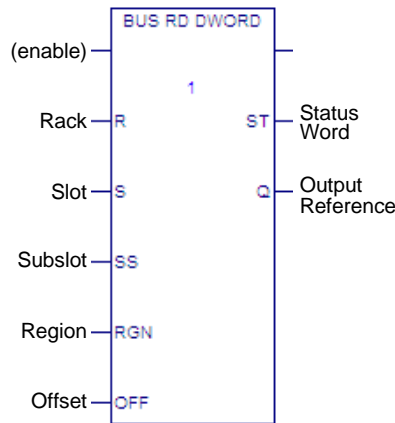 BUS RD DWORD
(enable)
1
Rack R ST Status Word
Slot S Q Output Reference
Subslot SS
Region RGN
Offset OFF